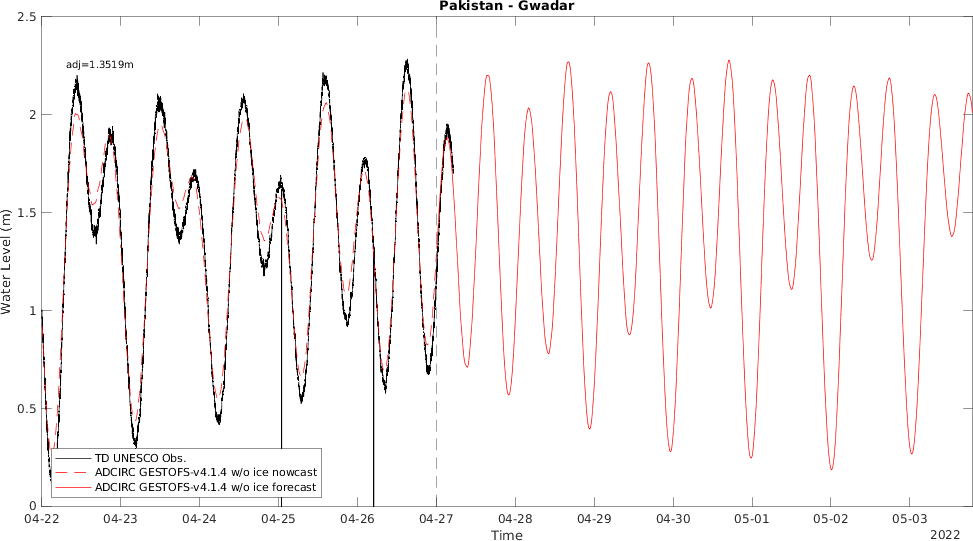 Pakistan - Gwadar
2.5
adj=1.3519m
2
1.5
Water Level (m)
1
0.5
0
TD UNESCO Obs.
ADCIRC GESTOFS-v4.1.4 w/o ice nowcast
ADCIRC GESTOFS-v4.1.4 w/o ice forecast
04-22 04-23 04-24 04-25 04-26 04-27 04-28 04-29 04-30 05-01 05-02 05-03
Time
2022